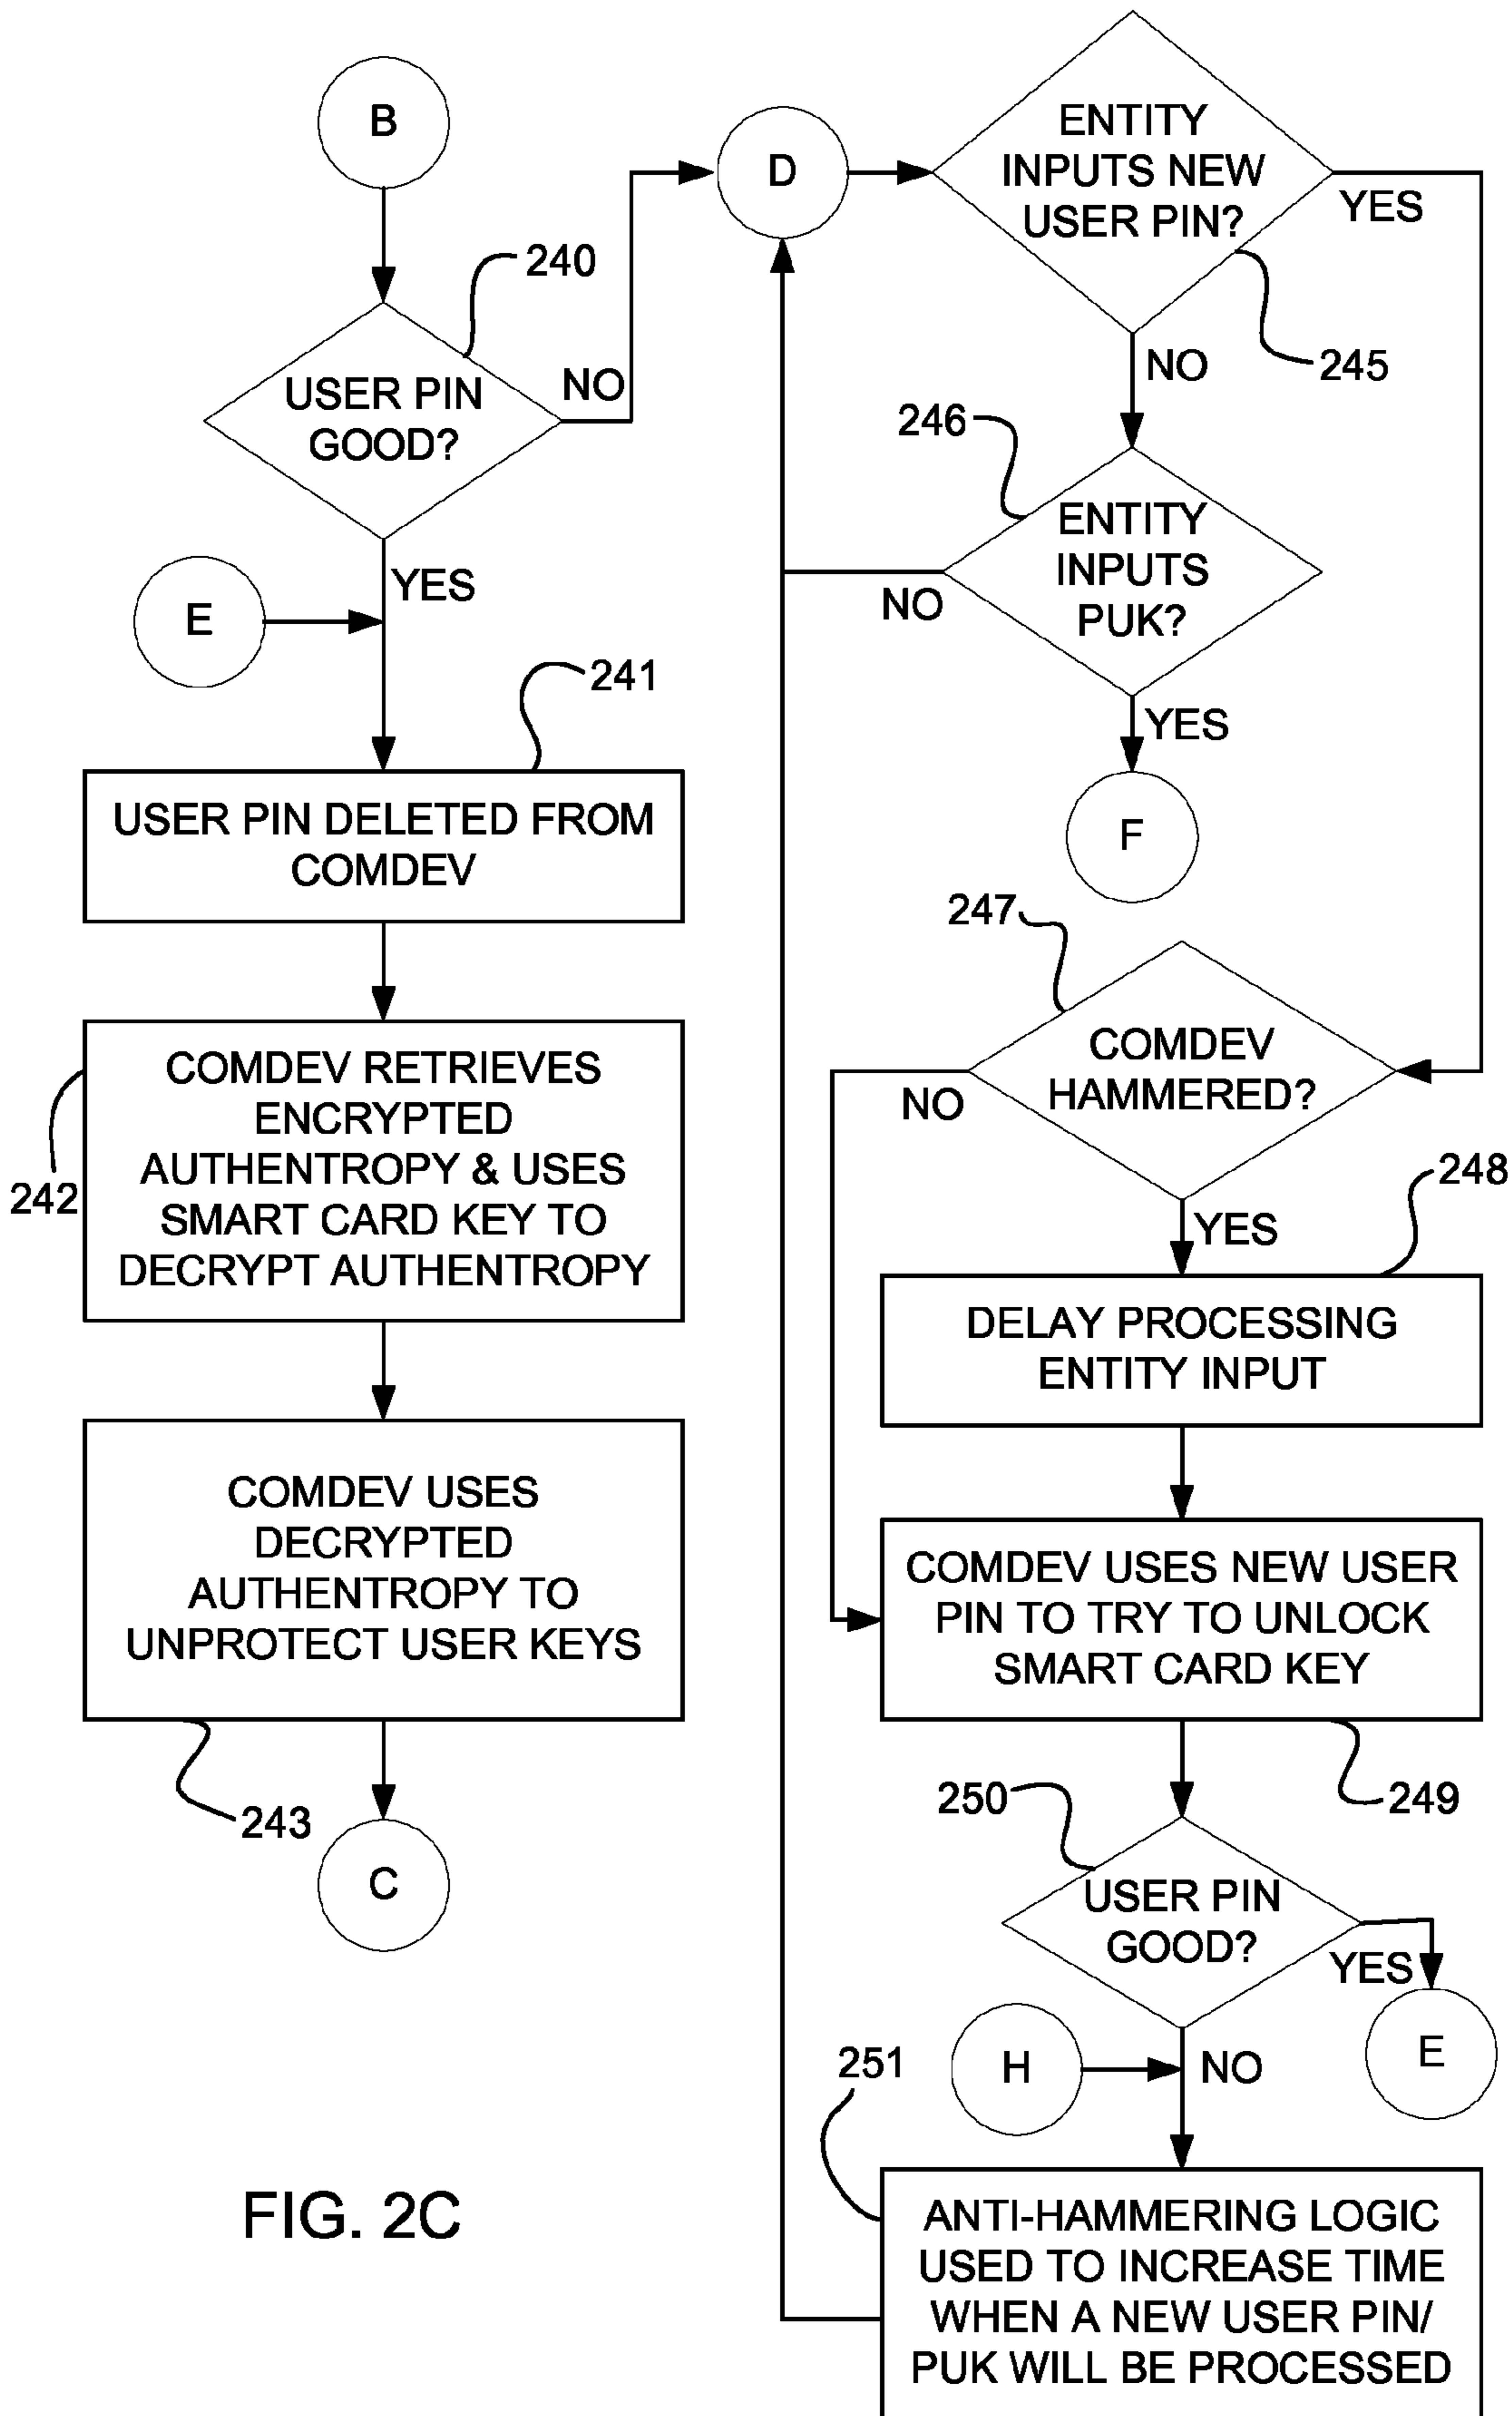 B
240
USER PIN
GOOD?
NO
YES
E
241
USER PIN DELETED FROM
COMDEV
242
COMDEV RETRIEVES
ENCRYPTED
AUTHENTROPY & USES
SMART CARD KEY TO
DECRYPT AUTHENTROPY
COMDEV USES
DECRYPTED
AUTHENTROPY TO
UNPROTECT USER KEYS
243
C
FIG. 2C
D
ENTITY
INPUTS NEW
USER PIN?
YES
245
NO
246
ENTITY
INPUTS
PUK?
NO
YES
F
247
COMDEV
HAMMERED?
NO
YES
248
DELAY PROCESSING
ENTITY INPUT
COMDEV USES NEW USER
PIN TO TRY TO UNLOCK
SMART CARD KEY
249
250
USER PIN
GOOD?
YES
E
H
NO
251
ANTI-HAMMERING LOGIC
USED TO INCREASE TIME
WHEN A NEW USER PIN/
PUK WILL BE PROCESSED